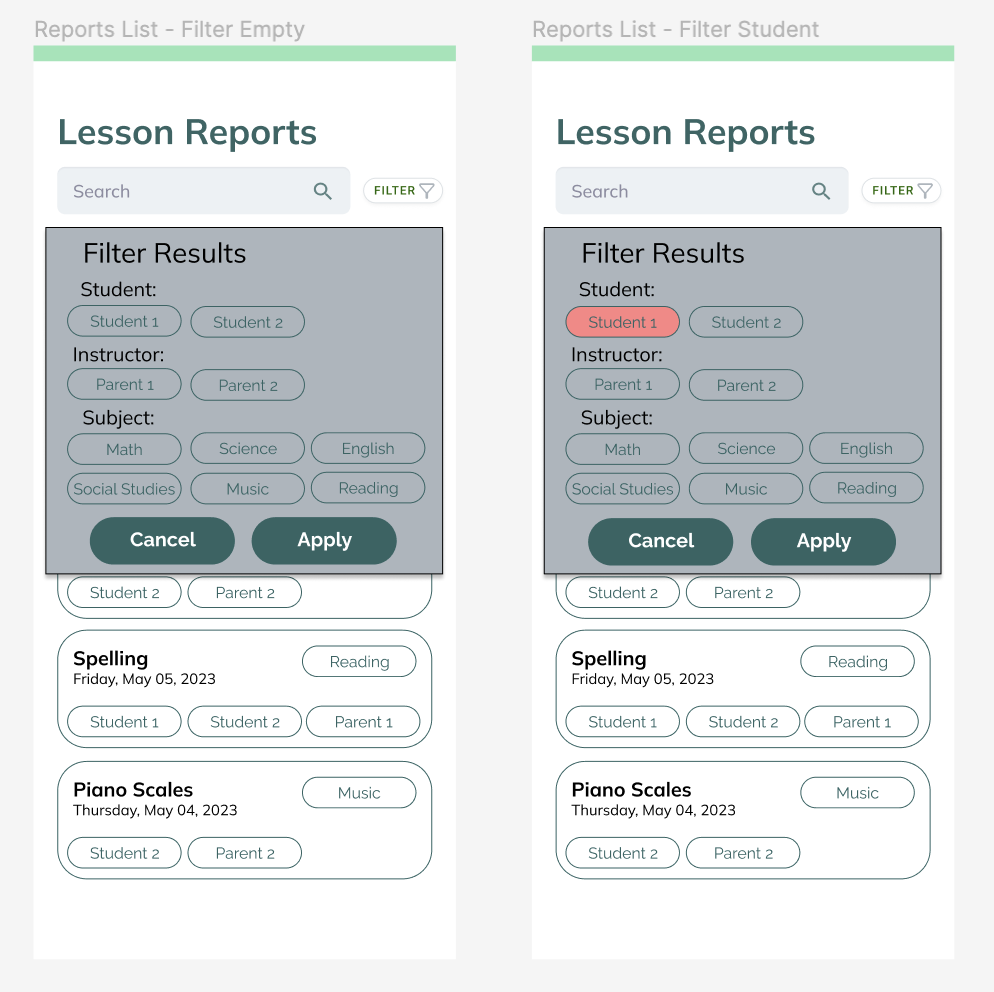 Reports List - Filter Empty
Lesson Reports
Search
FILTER
Filter Results
Student:
Student 1 Student 2
Instructor:
Parent 1 Parent 2
Subject:
Math Science English
Social Studies Music Reading
Cancel Apply
Student 2 Parent 2
Spelling Reading
Friday, May 05, 2023
Student 1 Student 2 Parent 1
Piano Scales Music
Thursday, May 04, 2023
Student 2 Parent 2
Reports List - Filter Student
Lesson Reports
Search
FILTER
Filter Results
Student:
Student 1 Student 2
Instructor:
Parent 1 Parent 2
Subject:
Math Science English
Social Studies Music Reading
Cancel Apply
Student 2 Parent 2
Spelling Reading
Friday, May 05, 2023
Student 1 Student 2 Parent 1
Piano Scales Music
Thursday, May 04, 2023
Student 2 Parent 2